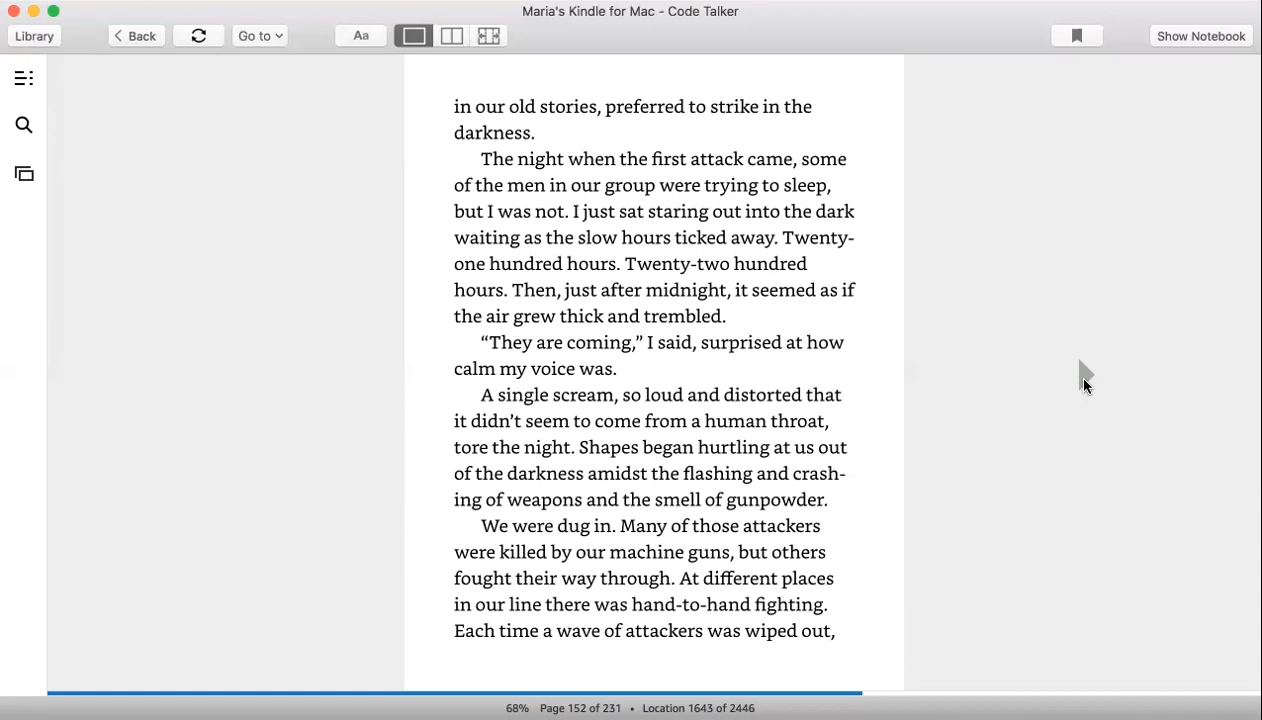 Maria's Kindle for Mac - Code Talker
Library
Back
Go to
Aa
Show Notebook
in our old stories, preferred to strike in the
darkness.
The night when the first attack came, some
of the men in our group were trying to sleep,
but I was not. I just sat staring out into the dark
waiting as the slow hours ticked away. Twenty-
one hundred hours. Twenty-two hundred
hours. Then, just after midnight, it seemed as if
the air grew thick and trembled.
“They are coming,” I said, surprised at how
calm my voice was.
A single scream, so loud and distorted that
it didn’t seem to come from a human throat,
tore the night. Shapes began hurtling at us out
of the darkness amidst the flashing and crash-
ing of weapons and the smell of gunpowder.
We were dug in. Many of those attackers
were killed by our machine guns, but others
fought their way through. At different places
in our line there was hand-to-hand fighting.
Each time a wave of attackers was wiped out,
68% Page 152 of 231 • Location 1643 of 2446